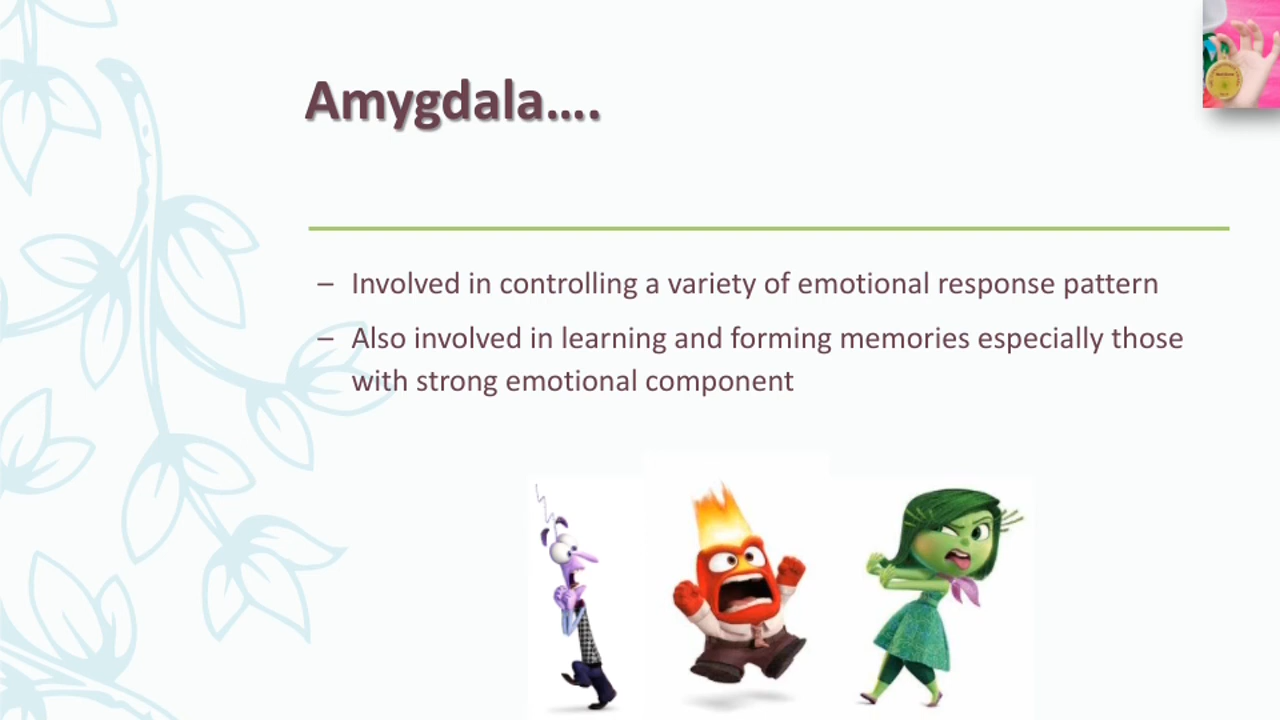 Amygdala....
– Involved in controlling a variety of emotional response pattern
– Also involved in learning and forming memories especially those
with strong emotional component